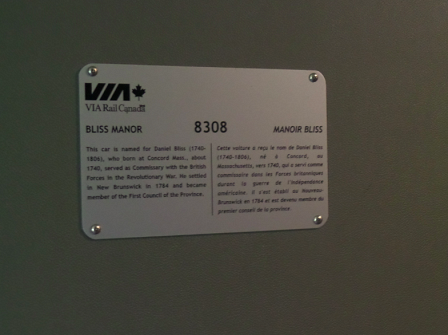 VIA
VIA Rail Canada
BLISS MANOR 8308 MANOIR BLISS
This car is named for Daniel Bliss (1740-
1806), who born at Concord Mass., about
1740, served as Commissary with the British
Forces in the Revolutionary War. He settled
in New Brunswick in 1784 and became
member of the First Council of the Province.
Cette voiture a reçu le nom de Daniel Bliss
(1740-1806), né à Concord, au
Massachusetts, vers 1740, qui a servi comme
commissaire dans les Forces britanniques
durant la guerre de l'indépendance
américaine. Il s'est établi au Nouveau-
Brunswick en 1784 et est devenu membre du
premier conseil de la province.